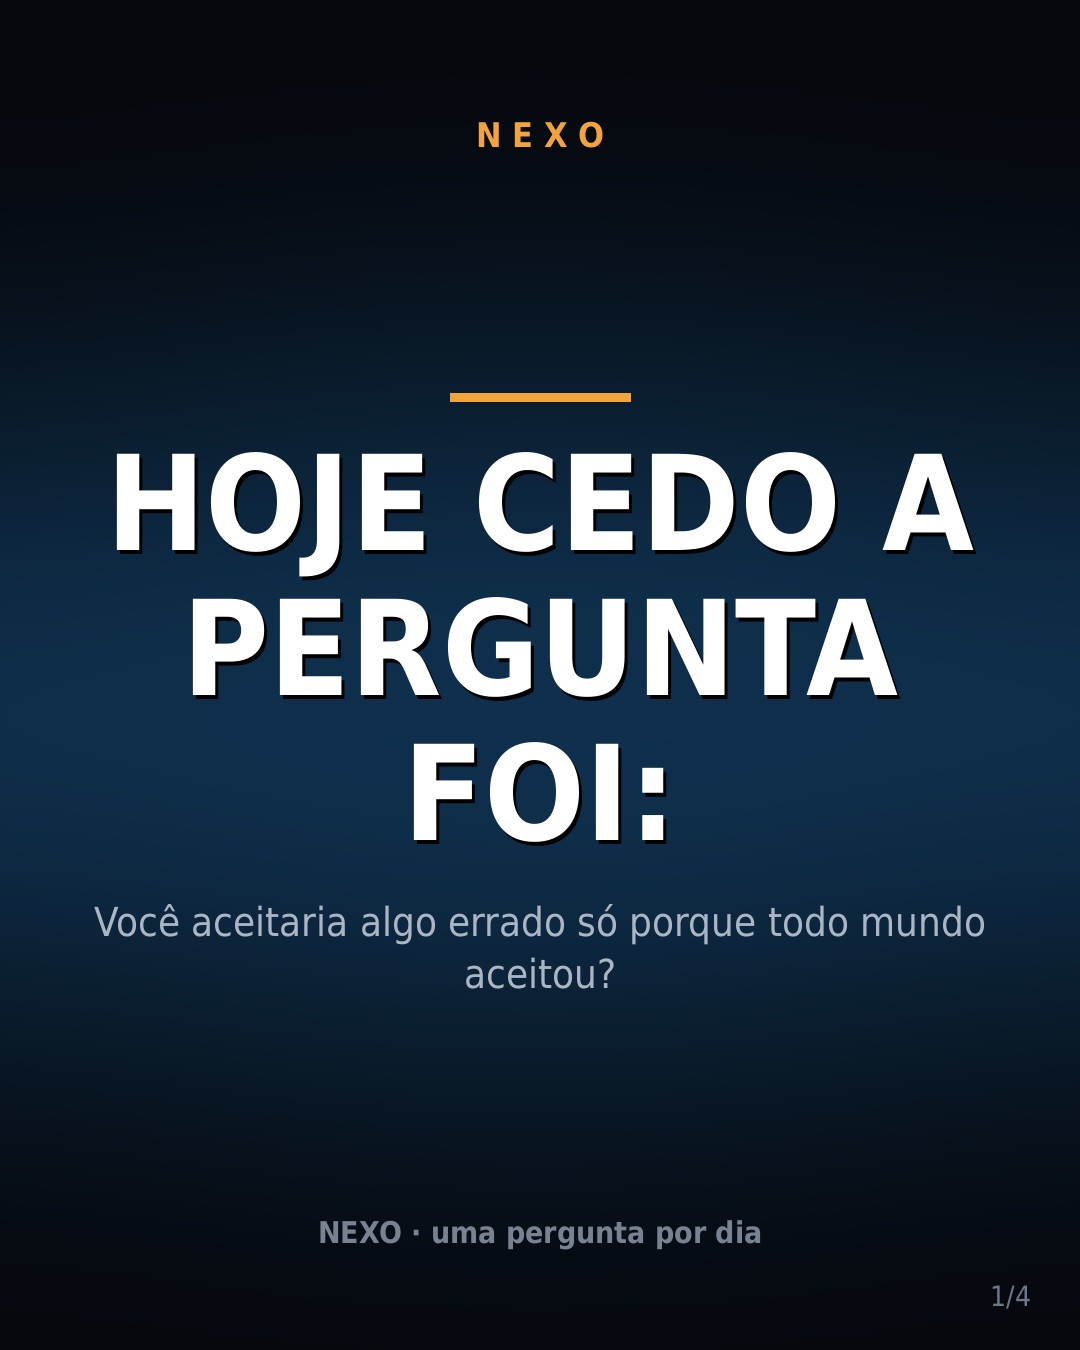 NEXO
HOJE CEDO A
PERGUNTA
FOI:
Você aceitaria algo errado só porque todo mundo
aceitou?
NEXO · uma pergunta por dia
1/4